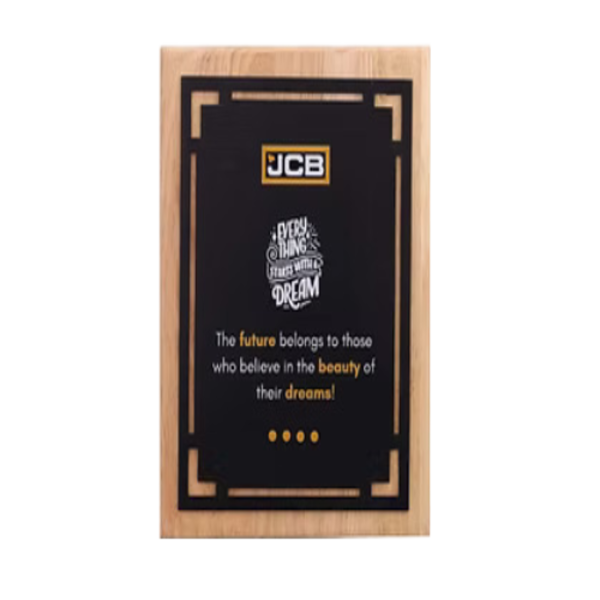 JCB
EVERY
THING
STARTS WITH A
DREAM
The future belongs to those
who believe in the beauty of
their dreams!